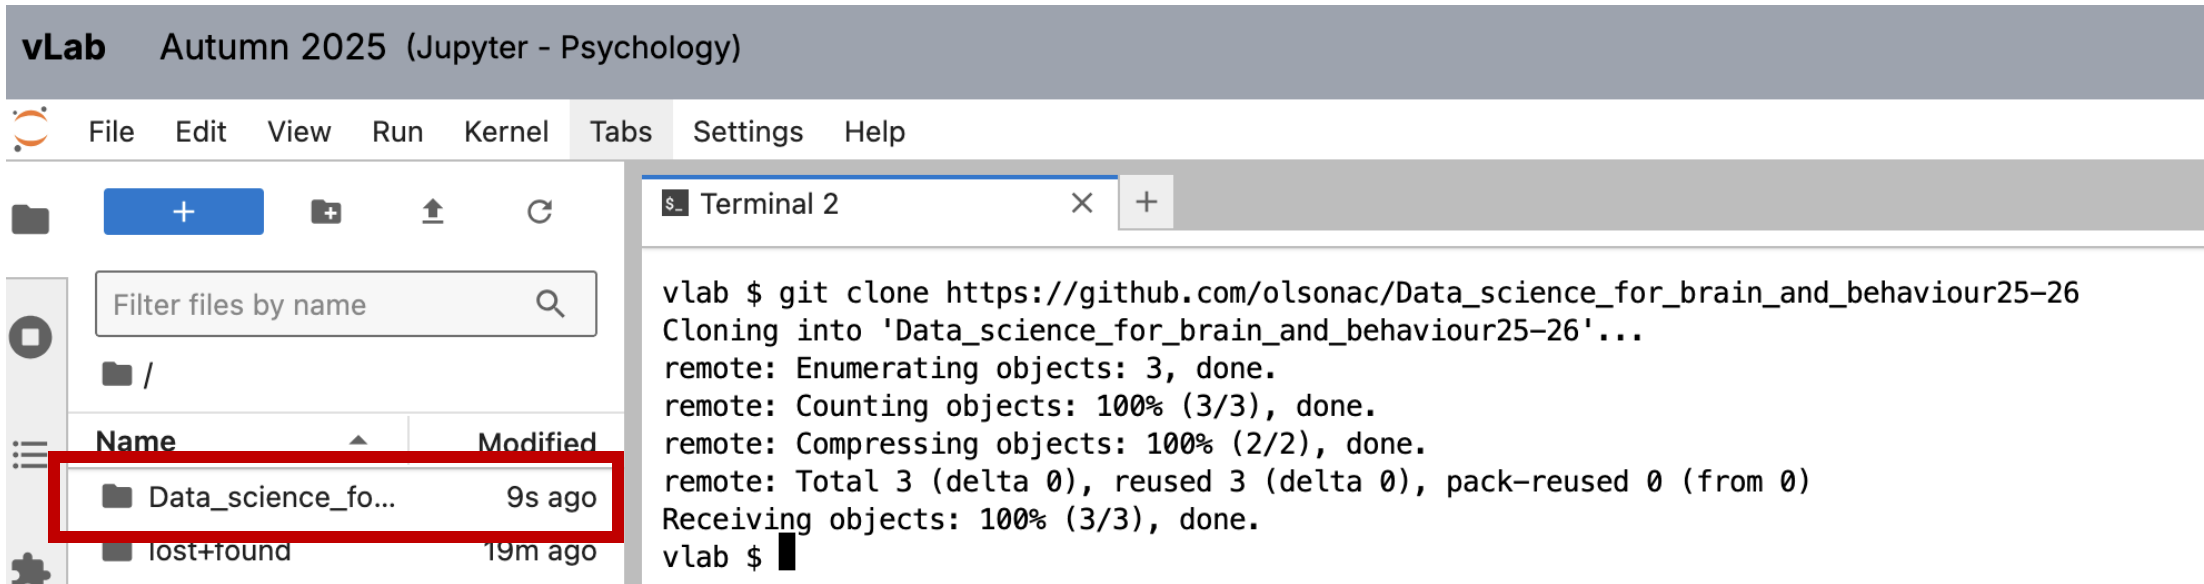 vLab Autumn 2025 (Jupyter - Psychology)
File Edit View Run Kernel Tabs Settings Help
+
Filter files by name
/
Name Modified
Data_science_fo... 9s ago
lost+found 19m ago
$_ Terminal 2 × +
vlab $ git clone https://github.com/olsonac/Data_science_for_brain_and_behaviour25-26
Cloning into 'Data_science_for_brain_and_behaviour25-26'...
remote: Enumerating objects: 3, done.
remote: Counting objects: 100% (3/3), done.
remote: Compressing objects: 100% (2/2), done.
remote: Total 3 (delta 0), reused 3 (delta 0), pack-reused 0 (from 0)
Receiving objects: 100% (3/3), done.
vlab $